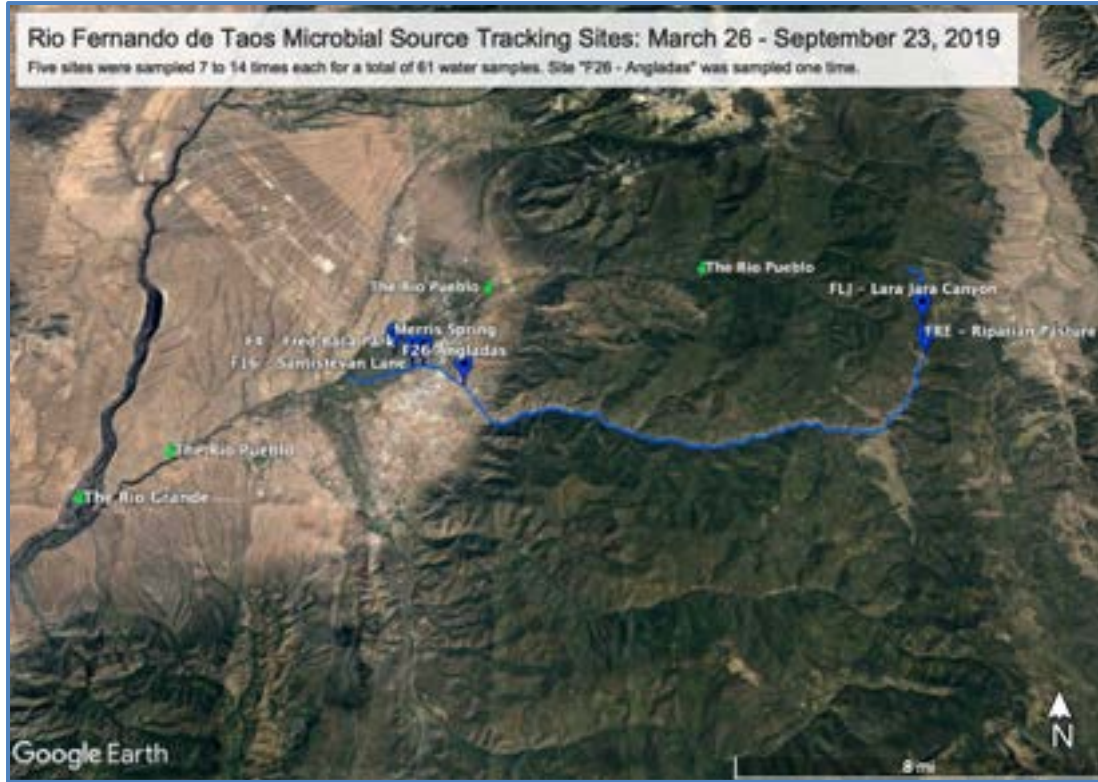 Rio Fernando de Taos Microbial Source Tracking Sites: March 26 - September 23, 2019
Five sites were sampled 7 to 14 times each for a total of 61 water samples. Site "F26 - Angladas" was sampled one time.
The Rio Pueblo
The Rio Pueblo
FLJ - Lara Jara Canyon
Merris Spring
FRE - Riparian Pasture
F4 - Fred Baca Park
F26 Angladas
F16 - Santistevan Lane
The Rio Pueblo
The Rio Grande
N
Google Earth
8 mi